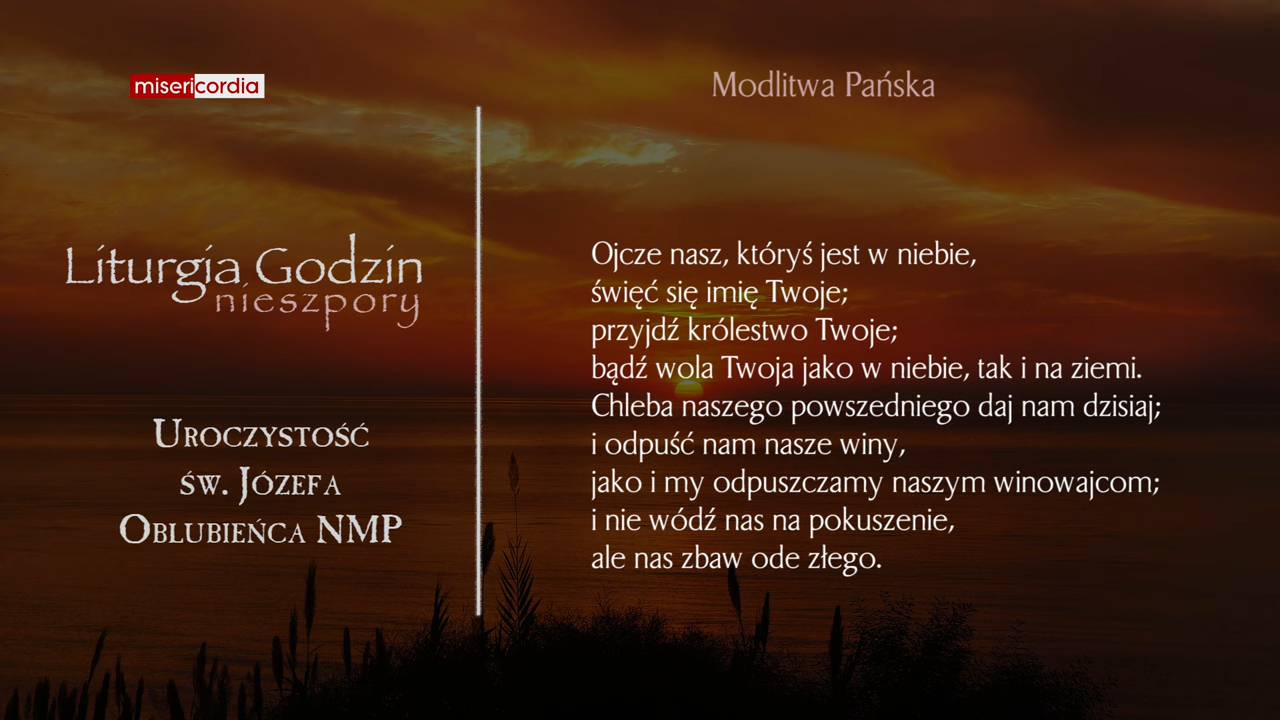 misericordia
Liturgia Godzin
nieszpory
Uroczystość
św. Józefa
Oblubieńca NMP
Modlitwa Pańska
Ojcze nasz, któryś jest w niebie,
święć się imię Twoje;
przyjdź królestwo Twoje;
bądź wola Twoja jako w niebie, tak i na ziemi.
Chleba naszego powszedniego daj nam dzisiaj;
i odpuść nam nasze winy,
jako i my odpuszczamy naszym winowajcom;
i nie wódź nas na pokuszenie,
ale nas zbaw ode złego.